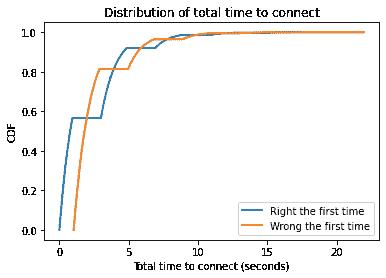 Distribution of total time to connect
1.0
0.8
0.6
0.4
0.2
0.0
CDF
0
5
10
15
20
Total time to connect (seconds)
Right the first time
Wrong the first time